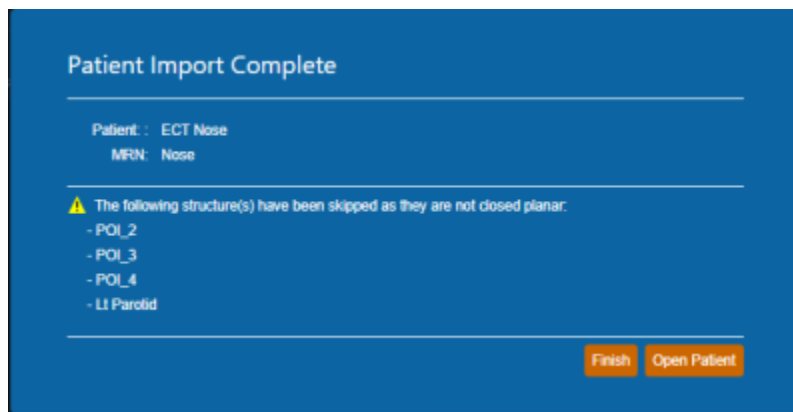 Patient Import Complete
Patient: : ECT Nose
MRN: Nose
The following structure(s) have been skipped as they are not closed planar:
- POI_2
- POI_3
- POI_4
- Lt Parotid
Finish Open Patient